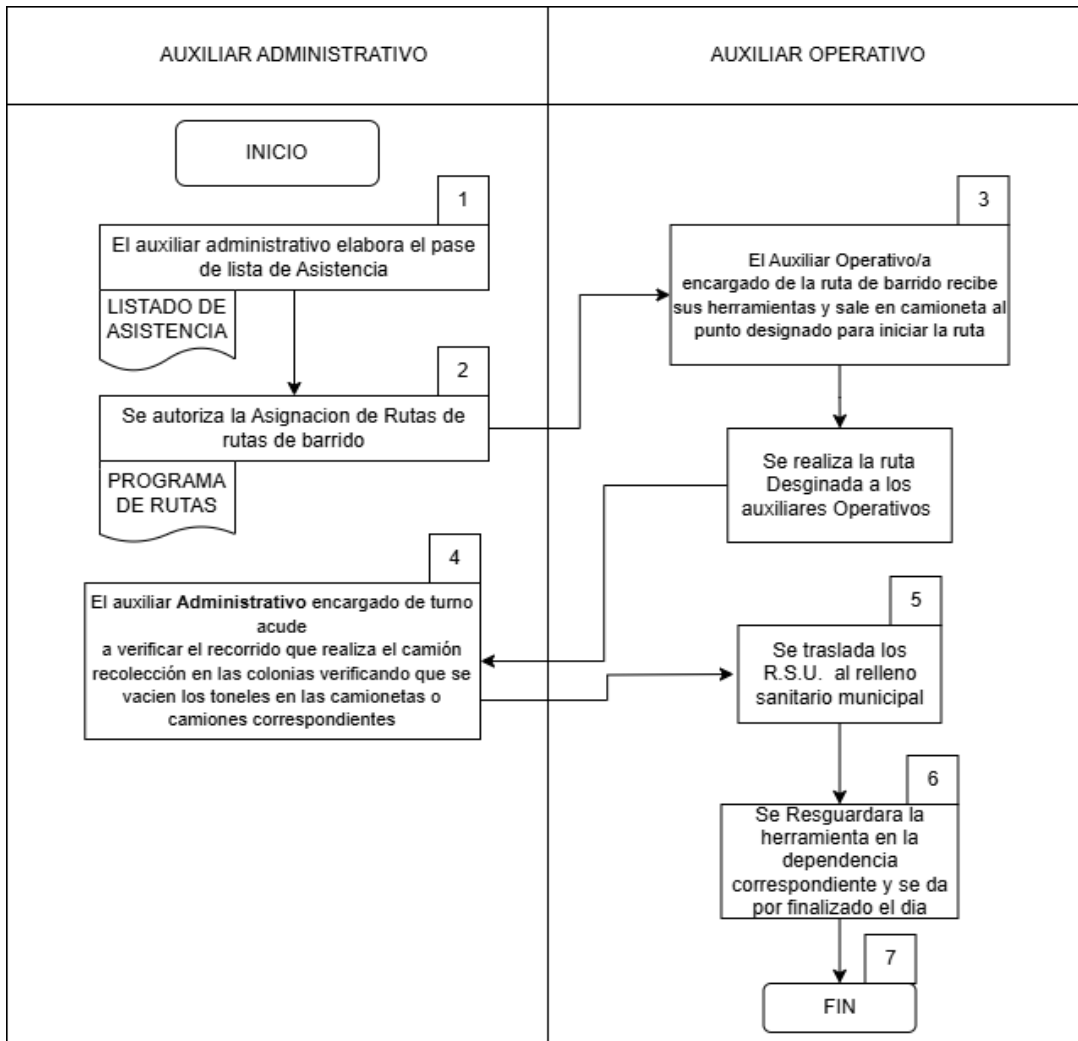 AUXILIAR ADMINISTRATIVO
AUXILIAR OPERATIVO
INICIO
1
El auxiliar administrativo elabora el pase
de lista de Asistencia
LISTADO DE
ASISTENCIA
2
Se autoriza la Asignacion de Rutas de
rutas de barrido
PROGRAMA
DE RUTAS
3
El Auxiliar Operativo/a
encargado de la ruta de barrido recibe
sus herramientas y sale en camioneta al
punto designado para iniciar la ruta
Se realiza la ruta
Desginada a los
auxiliares Operativos
4
El auxiliar Administrativo encargado de turno
acude
a verificar el recorrido que realiza el camión
recolección en las colonias verificando que se
vacien los toneles en las camionetas o
camiones correspondientes
5
Se traslada los
R.S.U. al relleno
sanitario municipal
6
Se Resguardara la
herramienta en la
dependencia
correspondiente y se da
por finalizado el dia
7
FIN